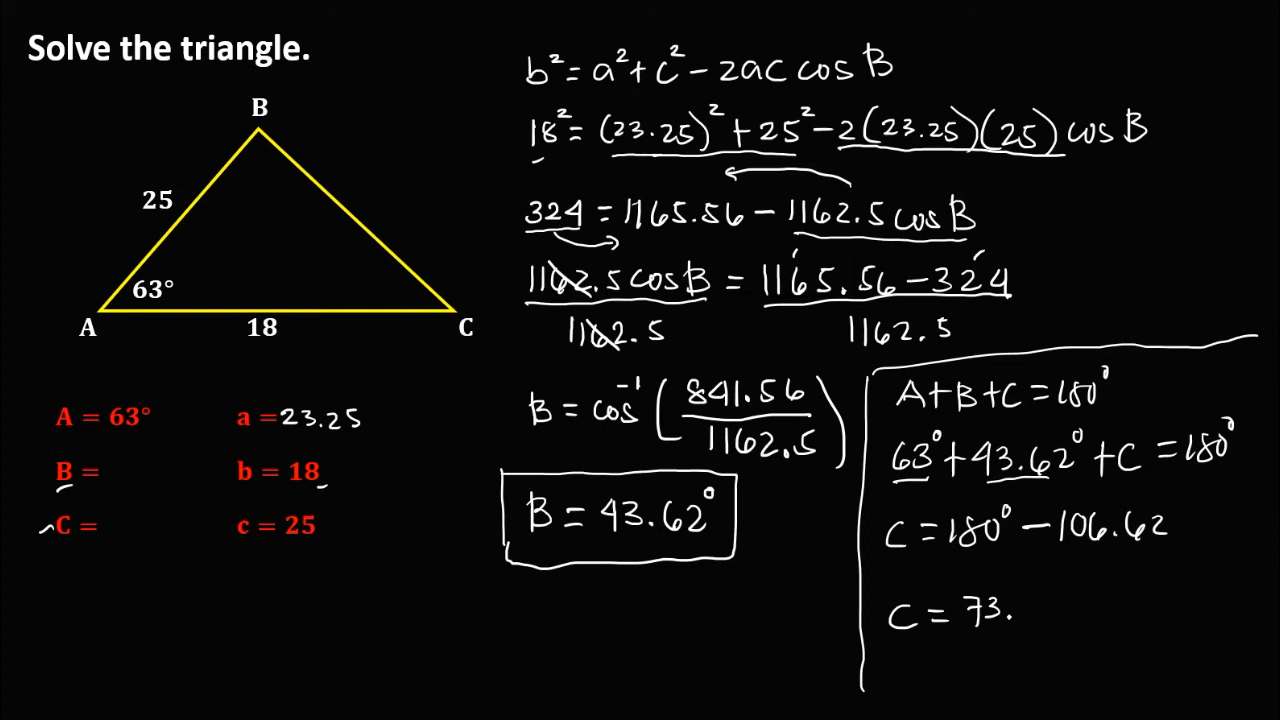 Solve the triangle.
B
25
63°
A
18
C
A = 63°
a = 23.25
B =
b = 18
C =
c = 25
b² = a² + c² - 2ac cos B
18² = (23.25)² + 25² - 2(23.25)(25) cos B
324 = 1165.56 - 1162.5 cos B
1162.5 cos B = 1165.56 - 324
1162.5 1162.5
B = cos⁻¹ (841.56
1162.5)
B = 43.62°
A + B + C = 180°
63° + 43.62° + C = 180°
C = 180° - 106.62
C = 73.